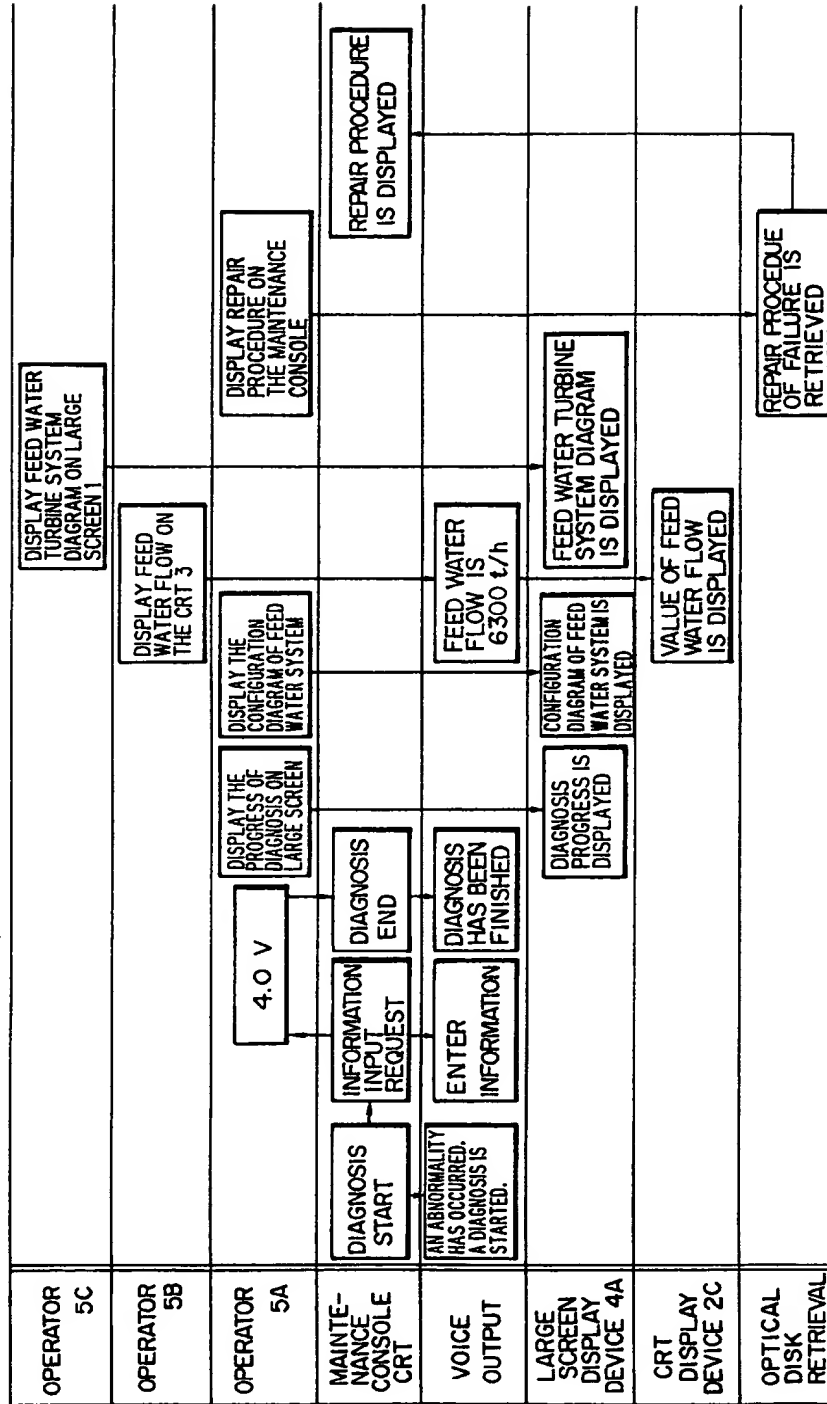 OPERATOR
5C
DISPLAY FEED WATER
TURBINE SYSTEM
DIAGRAM ON LARGE
SCREEN 1
OPERATOR
5B
DISPLAY FEED
WATER FLOW ON
THE CRT 3
OPERATOR
5A
4.0 V
DISPLAY THE
PROGRESS OF
DIAGNOSIS ON
LARGE SCREEN
DISPLAY THE
CONFIGURATION
DIAGRAM OF FEED
WATER SYSTEM
DISPLAY REPAIR
PROCEDURE ON
THE MAINTENANCE
CONSOLE
MAINTE-
NANCE
CONSOLE
CRT
DIAGNOSIS
START
INFORMATION
INPUT
REQUEST
DIAGNOSIS
END
REPAIR PROCEDURE
IS DISPLAYED
VOICE
OUTPUT
AN ABNORMALITY
HAS OCCURRED.
A DIAGNOSIS IS
STARTED.
ENTER
INFORMATION
DIAGNOSIS
HAS BEEN
FINISHED
FEED WATER
FLOW IS
6300 t/h
LARGE
SCREEN
DISPLAY
DEVICE 4A
DIAGNOSIS
PROGRESS IS
DISPLAYED
CONFIGURATION
DIAGRAM OF FEED
WATER SYSTEM IS
DISPLAYED
FEED WATER TURBINE
SYSTEM DIAGRAM
IS DISPLAYED
CRT
DISPLAY
DEVICE 2C
VALUE OF FEED
WATER FLOW
IS DISPLAYED
OPTICAL
DISK
RETRIEVAL
REPAIR PROCEDUE
OF FAILURE IS
RETRIEVED